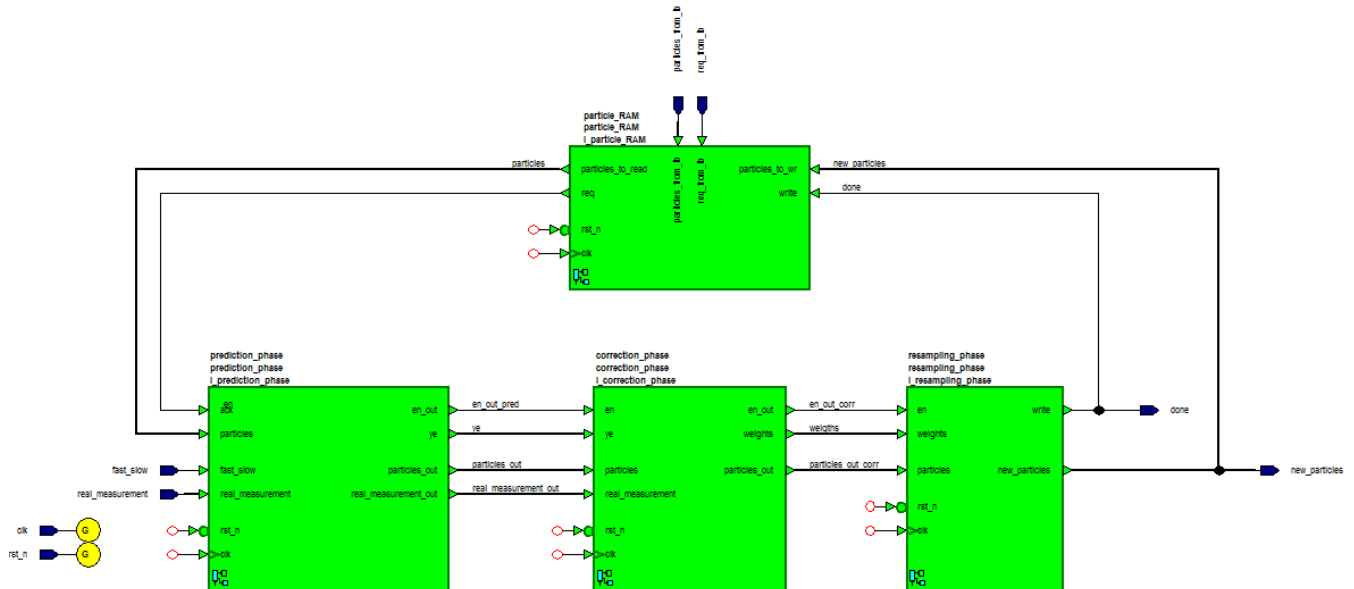 particles_from_tb
req_from_tb
particle_RAM
particle_RAM
I_particle_RAM
particles
particles_to_read
particles_from_tb
req_from_tb
particles_to_wr
new_particles
req
write
done
rst_n
clk
prediction_phase
prediction_phase
I_prediction_phase
correction_phase
correction_phase
I_correction_phase
resampling_phase
resampling_phase
I_resampling_phase
en
ack
en_out
en_out_pred
en
en_out
en_out_corr
en
write
done
particles
ye
ye
ye
weights
weigths
weights
fast_slow
fast_slow
particles_out
particles_out
particles
particles_out
particles_out_corr
particles
new_particles
new_particles
real_measurement
real_measurement
real_measurement_out
real_measurement_out
real_measurement
rst_n
clk
G
rst_n
rst_n
clk
rst_n
G
clk
clk